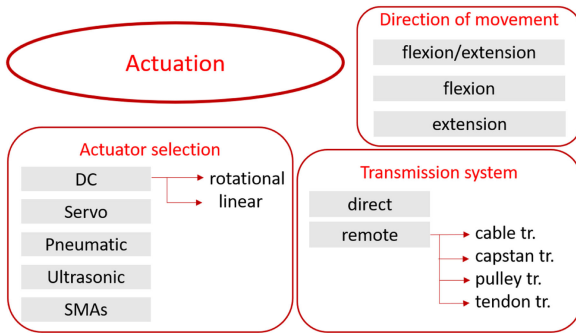 Actuation
Direction of movement
flexion/extension
flexion
extension
Actuator selection
DC
rotational
linear
Servo
Pneumatic
Ultrasonic
SMAs
Transmission system
direct
remote
cable tr.
capstan tr.
pulley tr.
tendon tr.